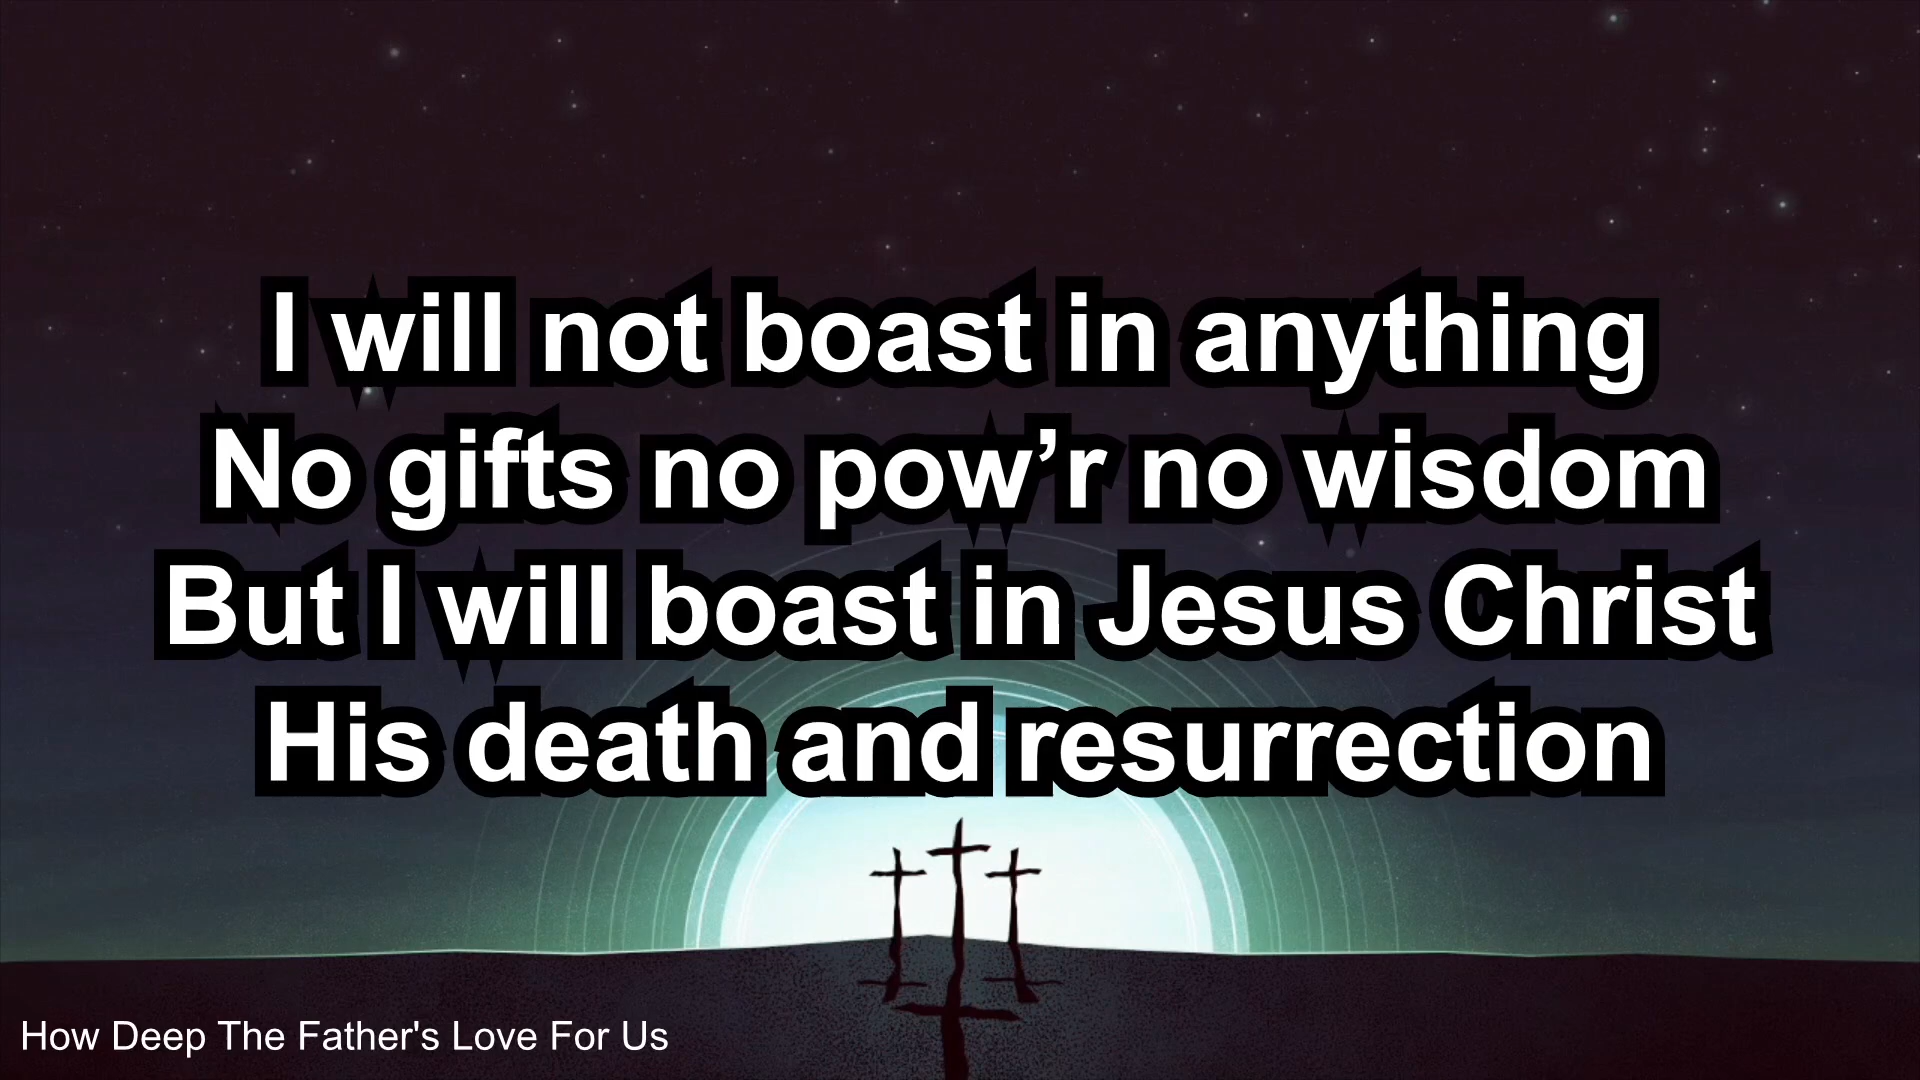 I will not boast in anything
No gifts no pow’r no wisdom
But I will boast in Jesus Christ
His death and resurrection
How Deep The Father's Love For Us